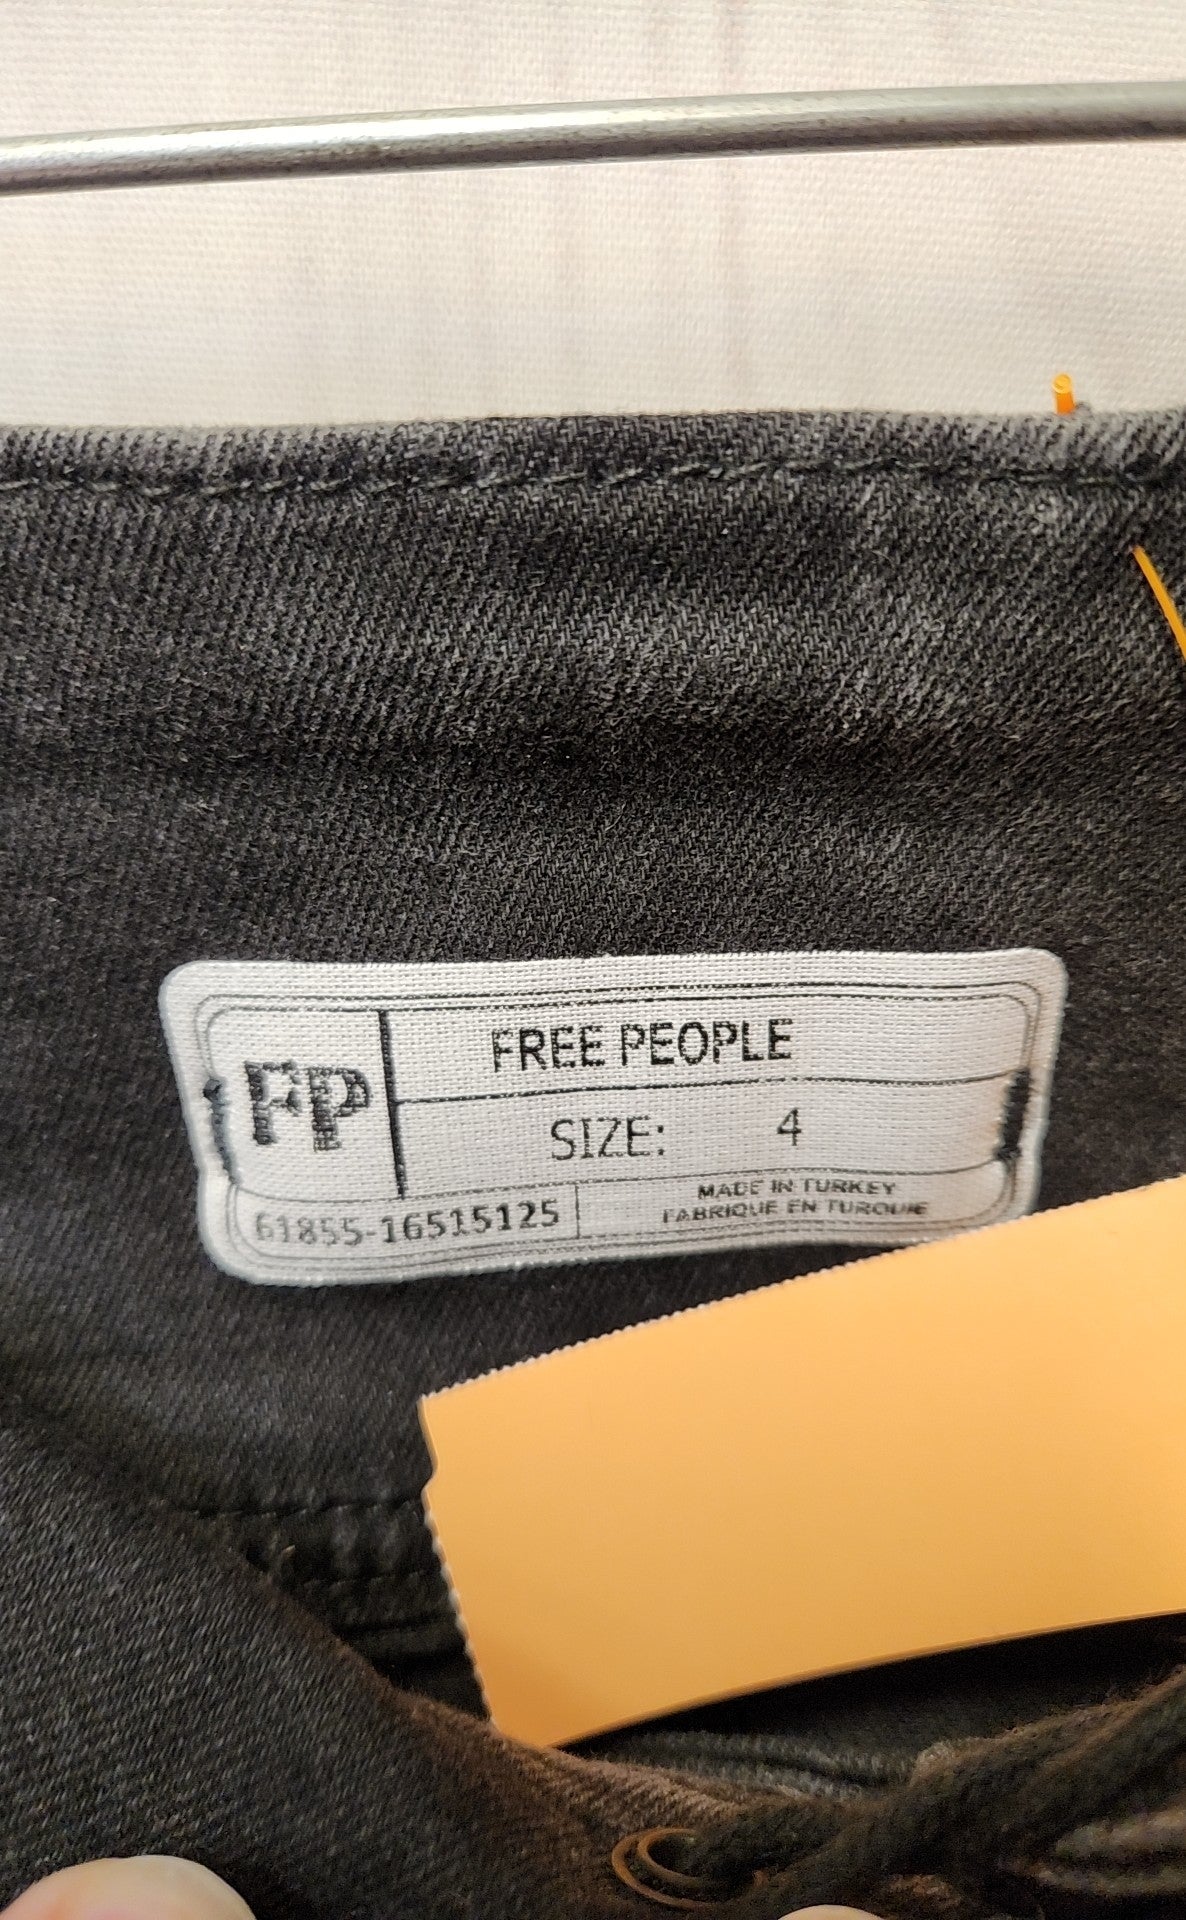 FP
FREE PEOPLE
SIZE: 4
61855-16515125
MADE IN TURKEY
FABRIQUE EN TURQUIE